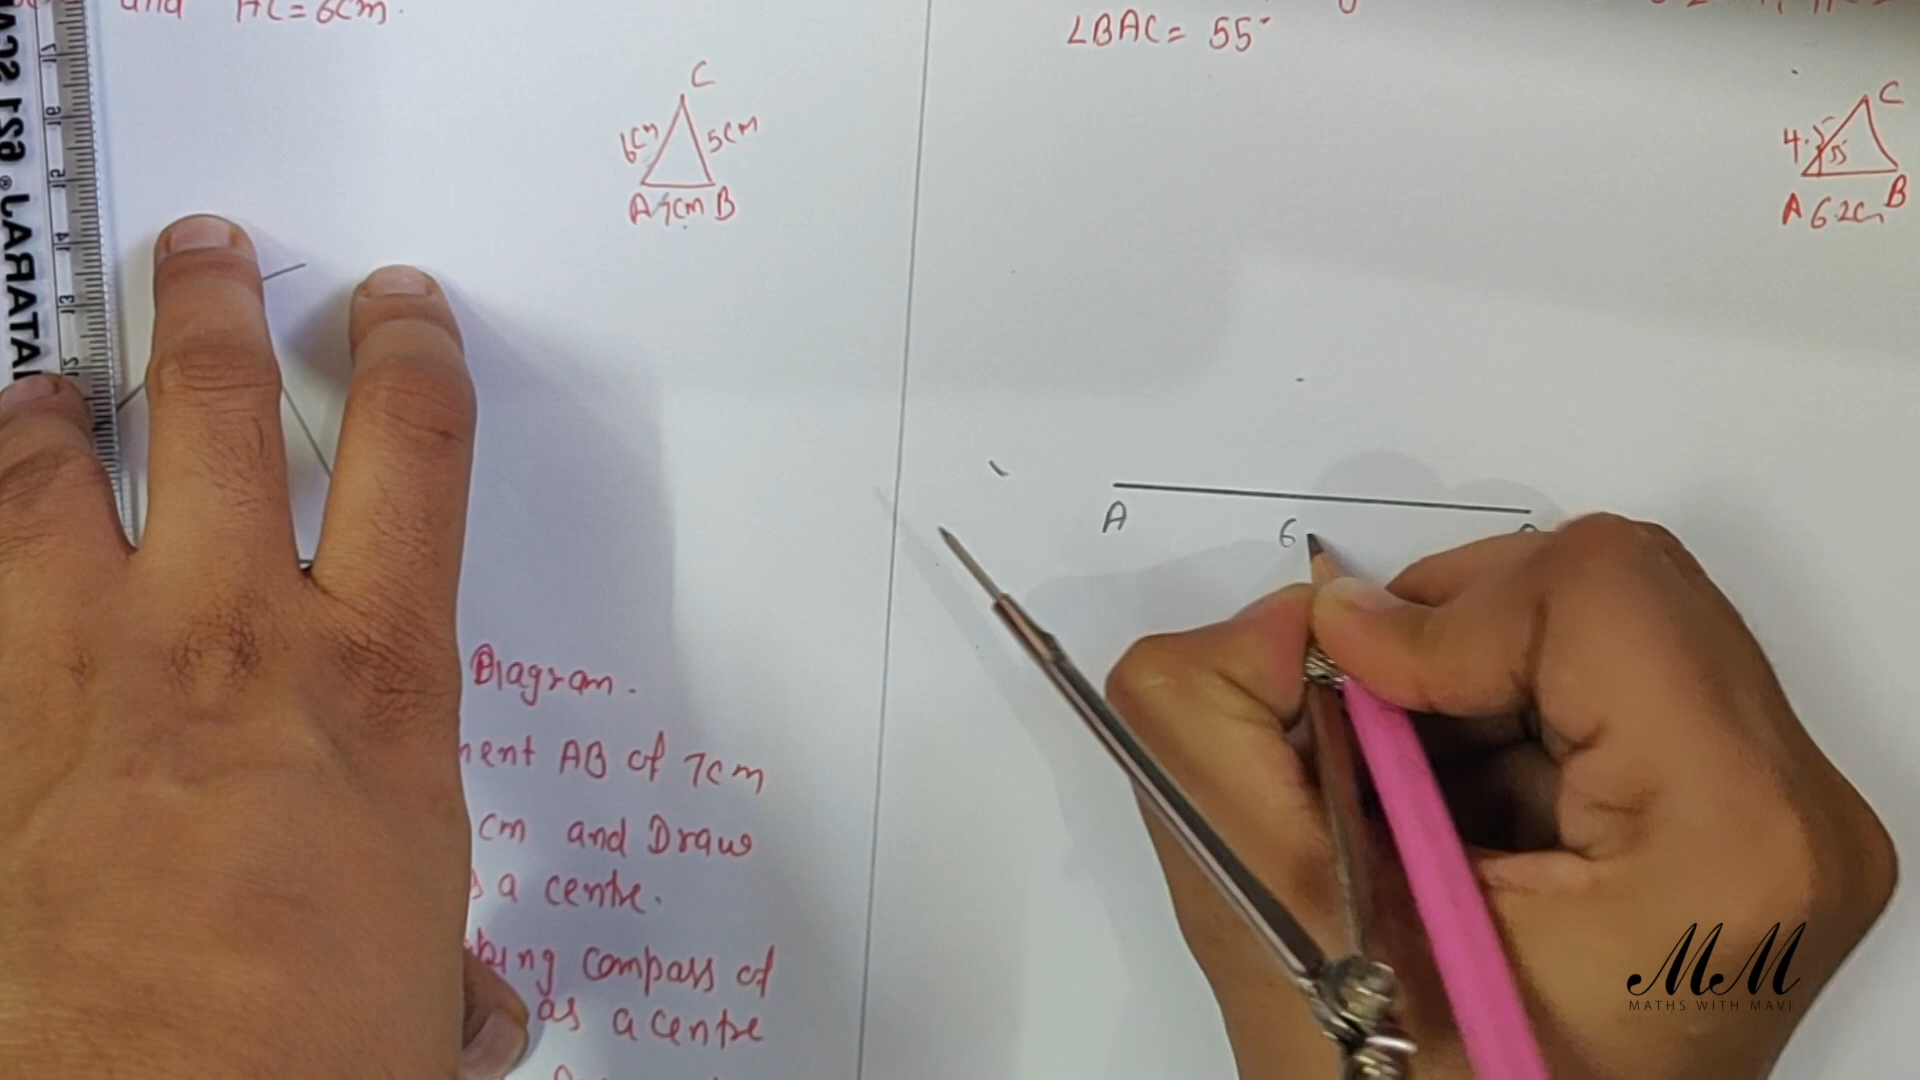 and AC = 6cm.
C
6cm
5cm
A 7cm B
Diagram.
ment AB of 7cm
cm and Draw
s a centre.
king compass of
as a centre
∠BAC = 55°
C
4.
55
B
A 6.2cm
A
6
MM
MATHS WITH MAVI